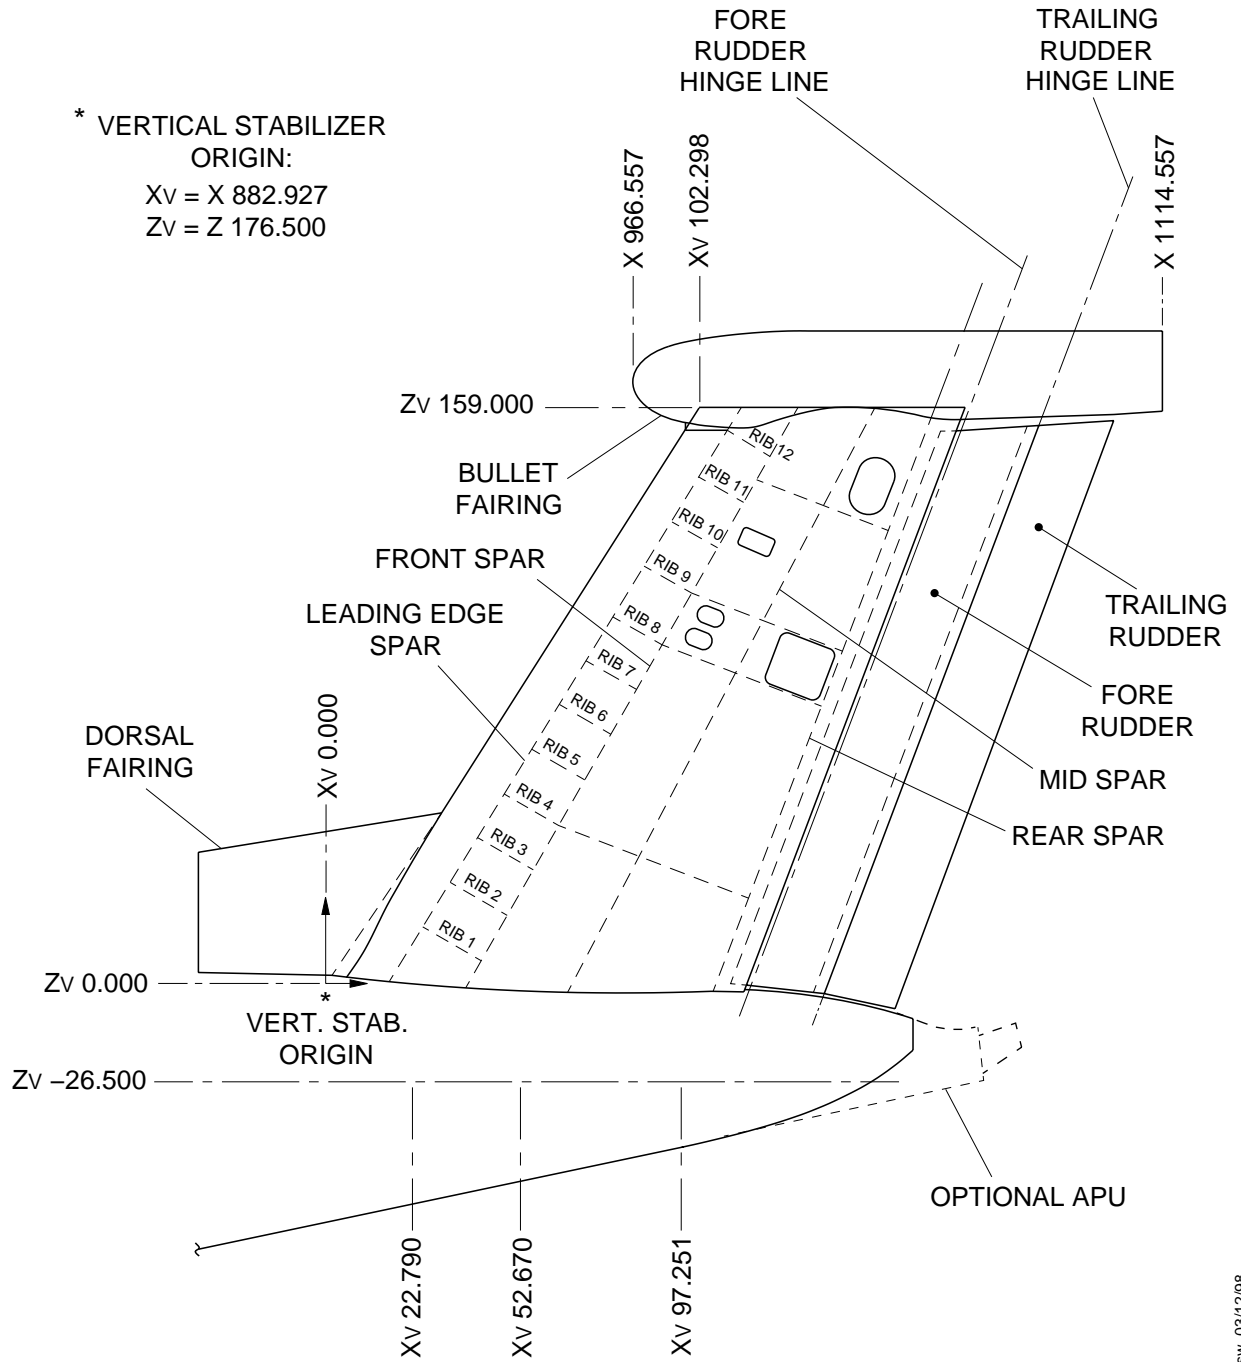 FORE
RUDDER
HINGE LINE
TRAILING
RUDDER
HINGE LINE
* VERTICAL STABILIZER
ORIGIN:
XV = X 882.927
ZV = Z 176.500
X 966.557
XV 102.298
X 1114.557
ZV 159.000
BULLET
FAIRING
FRONT SPAR
LEADING EDGE
SPAR
RIB 12
RIB 11
RIB 10
RIB 9
RIB 8
RIB 7
RIB 6
RIB 5
RIB 4
RIB 3
RIB 2
RIB 1
TRAILING
RUDDER
FORE
RUDDER
MID SPAR
REAR SPAR
DORSAL
FAIRING
XV 0.000
ZV 0.000
*
VERT. STAB.
ORIGIN
ZV –26.500
OPTIONAL APU
XV 22.790
XV 52.670
XV 97.251
03/12/98